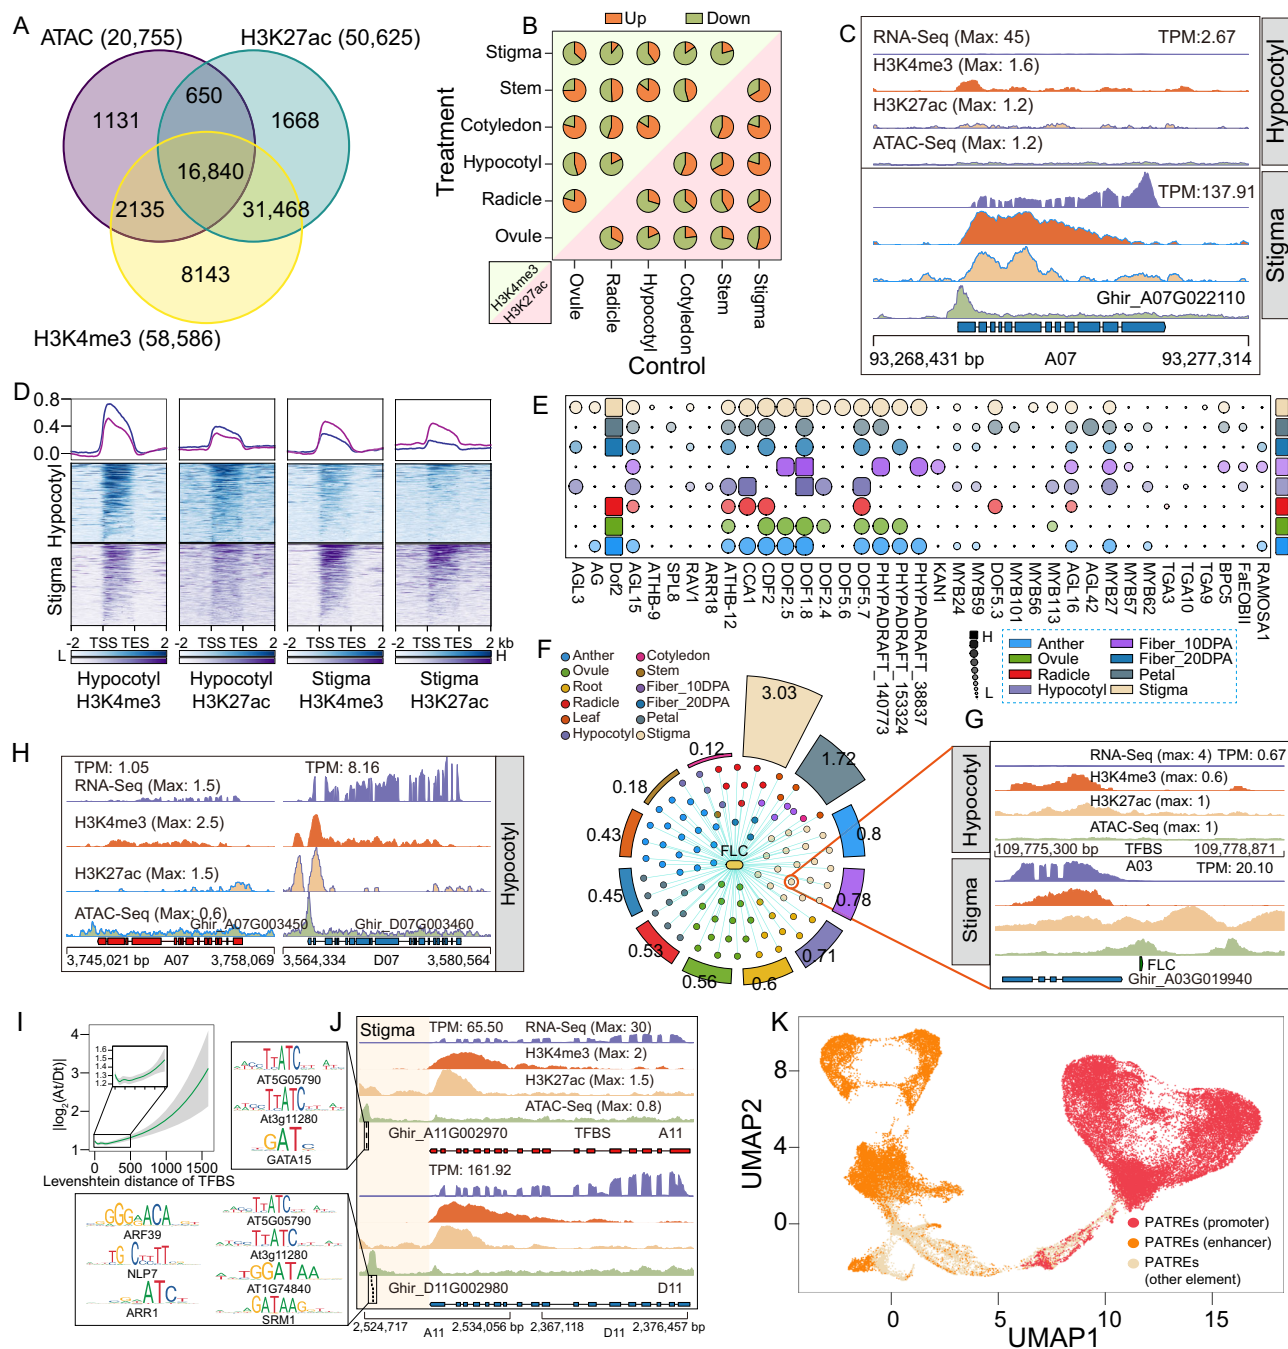 A
ATAC (20,755)
H3K27ac (50,625)
650
1131
1668
16,840
2135
31,468
8143
H3K4me3 (58,586)
B
Up
Down
Treatment
Stigma
Stem
Cotyledon
Hypocotyl
Radicle
Ovule
H3K4me3
H3K27ac
Ovule
Radicle
Hypocotyl
Cotyledon
Stem
Stigma
Control
C
RNA-Seq (Max: 45)
TPM:2.67
H3K4me3 (Max: 1.6)
H3K27ac (Max: 1.2)
ATAC-Seq (Max: 1.2)
Hypocotyl
TPM:137.91
Ghir_A07G022110
Stigma
93,268,431 bp
A07
93,277,314
D
0.8
0.4
0.0
Hypocotyl
Stigma
-2 TSS TES 2
-2 TSS TES 2
-2 TSS TES 2
-2 TSS TES 2 kb
L
H
Hypocotyl
H3K4me3
Hypocotyl
H3K27ac
Stigma
H3K4me3
Stigma
H3K27ac
E
AGL3
AG
Dof2
AGL15
ATHB-9
SPL8
RAV1
ARR18
ATHB-12
CCA1
CDF2
DOF2.5
DOF1.8
DOF2.4
DOF5.6
DOF5.7
PHYPADRAFT_140773
PHYPADRAFT_153324
PHYPADRAFT_38837
KAN1
MYB24
MYB59
DOF5.3
MYB101
MYB56
MYB113
AGL16
AGL42
MYB27
MYB57
MYB62
TGA3
TGA10
TGA9
BPC5
FaEOBII
RAMOSA1
H
L
Anther
Ovule
Radicle
Hypocotyl
Fiber_10DPA
Fiber_20DPA
Petal
Stigma
F
Anther
Ovule
Root
Radicle
Leaf
Hypocotyl
Cotyledon
Stem
Fiber_10DPA
Fiber_20DPA
Petal
Stigma
3.03
1.72
0.8
0.78
0.71
0.6
0.56
0.53
0.45
0.43
0.18
0.12
FLC
G
Hypocotyl
RNA-Seq (max: 4) TPM: 0.67
H3K4me3 (max: 0.6)
H3K27ac (max: 1)
ATAC-Seq (max: 1)
109,775,300 bp
TFBS
109,778,871
A03
TPM: 20.10
Stigma
FLC
Ghir_A03G019940
H
TPM: 1.05
RNA-Seq (Max: 1.5)
TPM: 8.16
H3K4me3 (Max: 2.5)
H3K27ac (Max: 1.5)
ATAC-Seq (Max: 0.6)
Ghir_A07G003450
Ghir_D07G003460
3,745,021 bp
A07
3,758,069
3,564,334
D07
3,580,564
Hypocotyl
I
|log2(At/Dt)|
4
3
2
1
1.6
1.5
1.4
1.3
1.2
0
500
1000
1500
Levenshtein distance of TFBS
AT5G05790
At3g11280
GATA15
ARF39
NLP7
ARR1
AT5G05790
At3g11280
AT1G74840
SRM1
J
Stigma
TPM: 65.50
RNA-Seq (Max: 30)
H3K4me3 (Max: 2)
H3K27ac (Max: 1.5)
ATAC-Seq (Max: 0.8)
Ghir_A11G002970
TFBS
A11
TPM: 161.92
Ghir_D11G002980
D11
2,524,717
A11
2,534,056 bp
2,367,118
D11
2,376,457 bp
K
UMAP2
8
4
0
PATREs (promoter)
PATREs (enhancer)
PATREs
(other element)
0
5
10
15
UMAP1